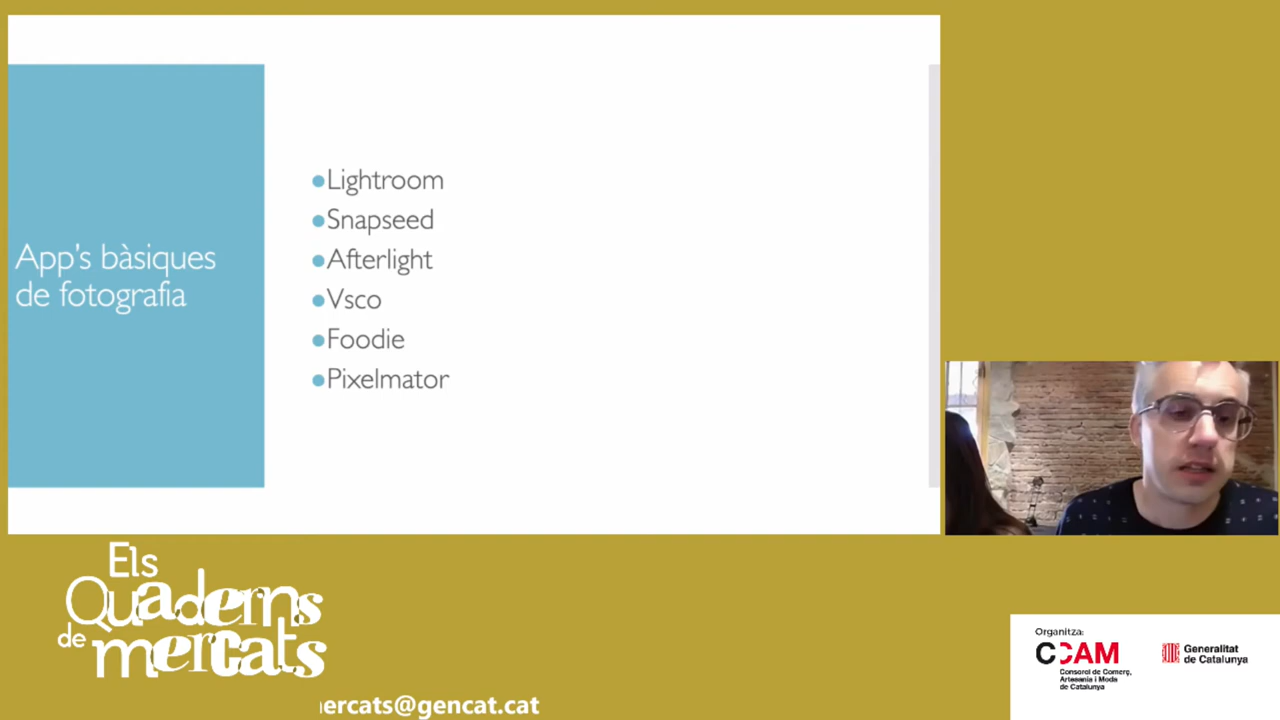 App's bàsiques
de fotografia
●Lightroom
●Snapseed
●Afterlight
●Vsco
●Foodie
●Pixelmator
Els
Quaderns
de mercats
ercats@gencat.cat
Organitza:
CCAM
Consorci de Comerç,
Artesania i Moda
de Catalunya
Generalitat
de Catalunya